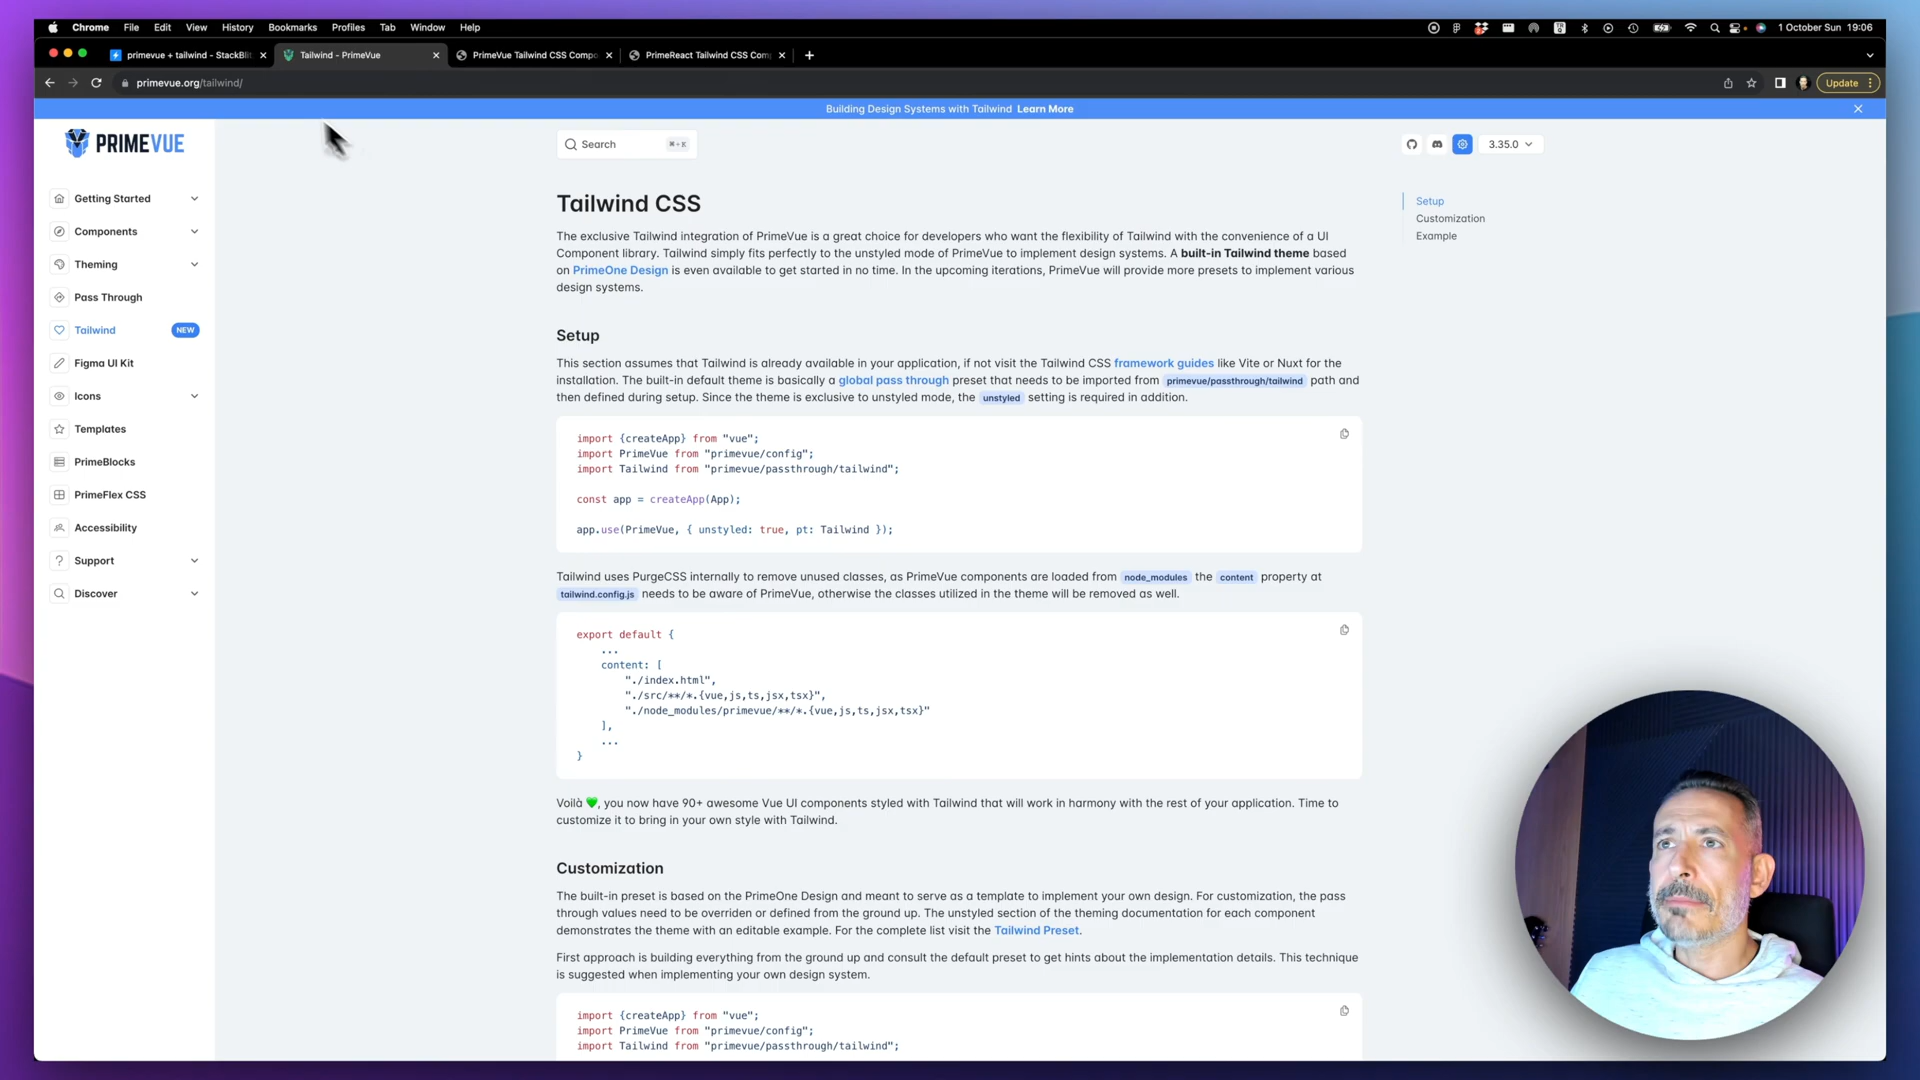 Chrome File Edit View History Bookmarks Profiles Tab Window Help 1 October Sun 19:06
primevue + tailwind - StackBlit
Tailwind - PrimeVue
PrimeVue Tailwind CSS Compo
PrimeReact Tailwind CSS Com
primevue.org/tailwind/
Update
Building Design Systems with Tailwind Learn More
PRIMEVUE
Search
⌘+K
3.35.0
Getting Started
Components
Theming
Pass Through
Tailwind NEW
Figma UI Kit
Icons
Templates
PrimeBlocks
PrimeFlex CSS
Accessibility
Support
Discover
Tailwind CSS
The exclusive Tailwind integration of PrimeVue is a great choice for developers who want the flexibility of Tailwind with the convenience of a UI
Component library. Tailwind simply fits perfectly to the unstyled mode of PrimeVue to implement design systems. A built-in Tailwind theme based
on PrimeOne Design is even available to get started in no time. In the upcoming iterations, PrimeVue will provide more presets to implement various
design systems.
Setup
This section assumes that Tailwind is already available in your application, if not visit the Tailwind CSS framework guides like Vite or Nuxt for the
installation. The built-in default theme is basically a global pass through preset that needs to be imported from primevue/passthrough/tailwind path and
then defined during setup. Since the theme is exclusive to unstyled mode, the unstyled setting is required in addition.
import {createApp} from "vue";
import PrimeVue from "primevue/config";
import Tailwind from "primevue/passthrough/tailwind";
const app = createApp(App);
app.use(PrimeVue, { unstyled: true, pt: Tailwind });
Tailwind uses PurgeCSS internally to remove unused classes, as PrimeVue components are loaded from node_modules the content property at
tailwind.config.js needs to be aware of PrimeVue, otherwise the classes utilized in the theme will be removed as well.
export default {
...
content: [
"./index.html",
"./src/**/*.{vue,js,ts,jsx,tsx}",
"./node_modules/primevue/**/*.{vue,js,ts,jsx,tsx}"
],
...
}
Voilà 💚, you now have 90+ awesome Vue UI components styled with Tailwind that will work in harmony with the rest of your application. Time to
customize it to bring in your own style with Tailwind.
Customization
The built-in preset is based on the PrimeOne Design and meant to serve as a template to implement your own design. For customization, the pass
through values need to be overriden or defined from the ground up. The unstyled section of the theming documentation for each component
demonstrates the theme with an editable example. For the complete list visit the Tailwind Preset.
First approach is building everything from the ground up and consult the default preset to get hints about the implementation details. This technique
is suggested when implementing your own design system.
import {createApp} from "vue";
import PrimeVue from "primevue/config";
import Tailwind from "primevue/passthrough/tailwind";
Setup
Customization
Example